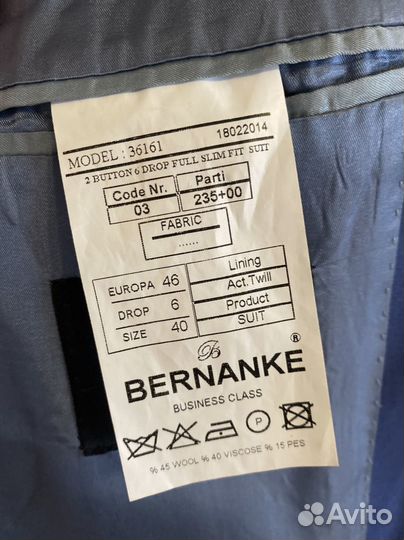 MODEL : 36161 18022014
2 BUTTON 6 DROP FULL SLIM FIT SUIT
Code Nr. Parti
03 235+00
FABRIC
......
EUROPA 46 Lining
DROP 6 Act.Twill
SIZE 40 Product
SUIT
B
BERNANKE ®
BUSINESS CLASS
P
% 45 WOOL % 40 VISCOSE % 15 PES
Avito